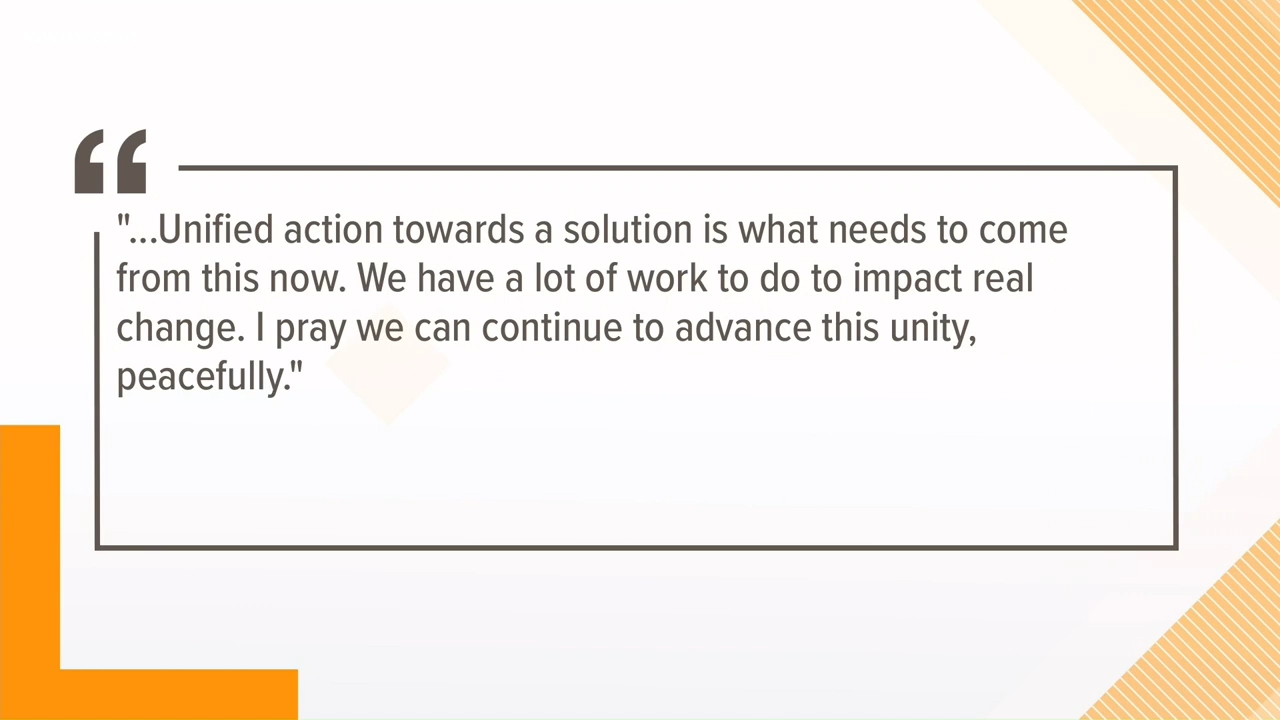 "...Unified action towards a solution is what needs to come
from this now. We have a lot of work to do to impact real
change. I pray we can continue to advance this unity,
peacefully."